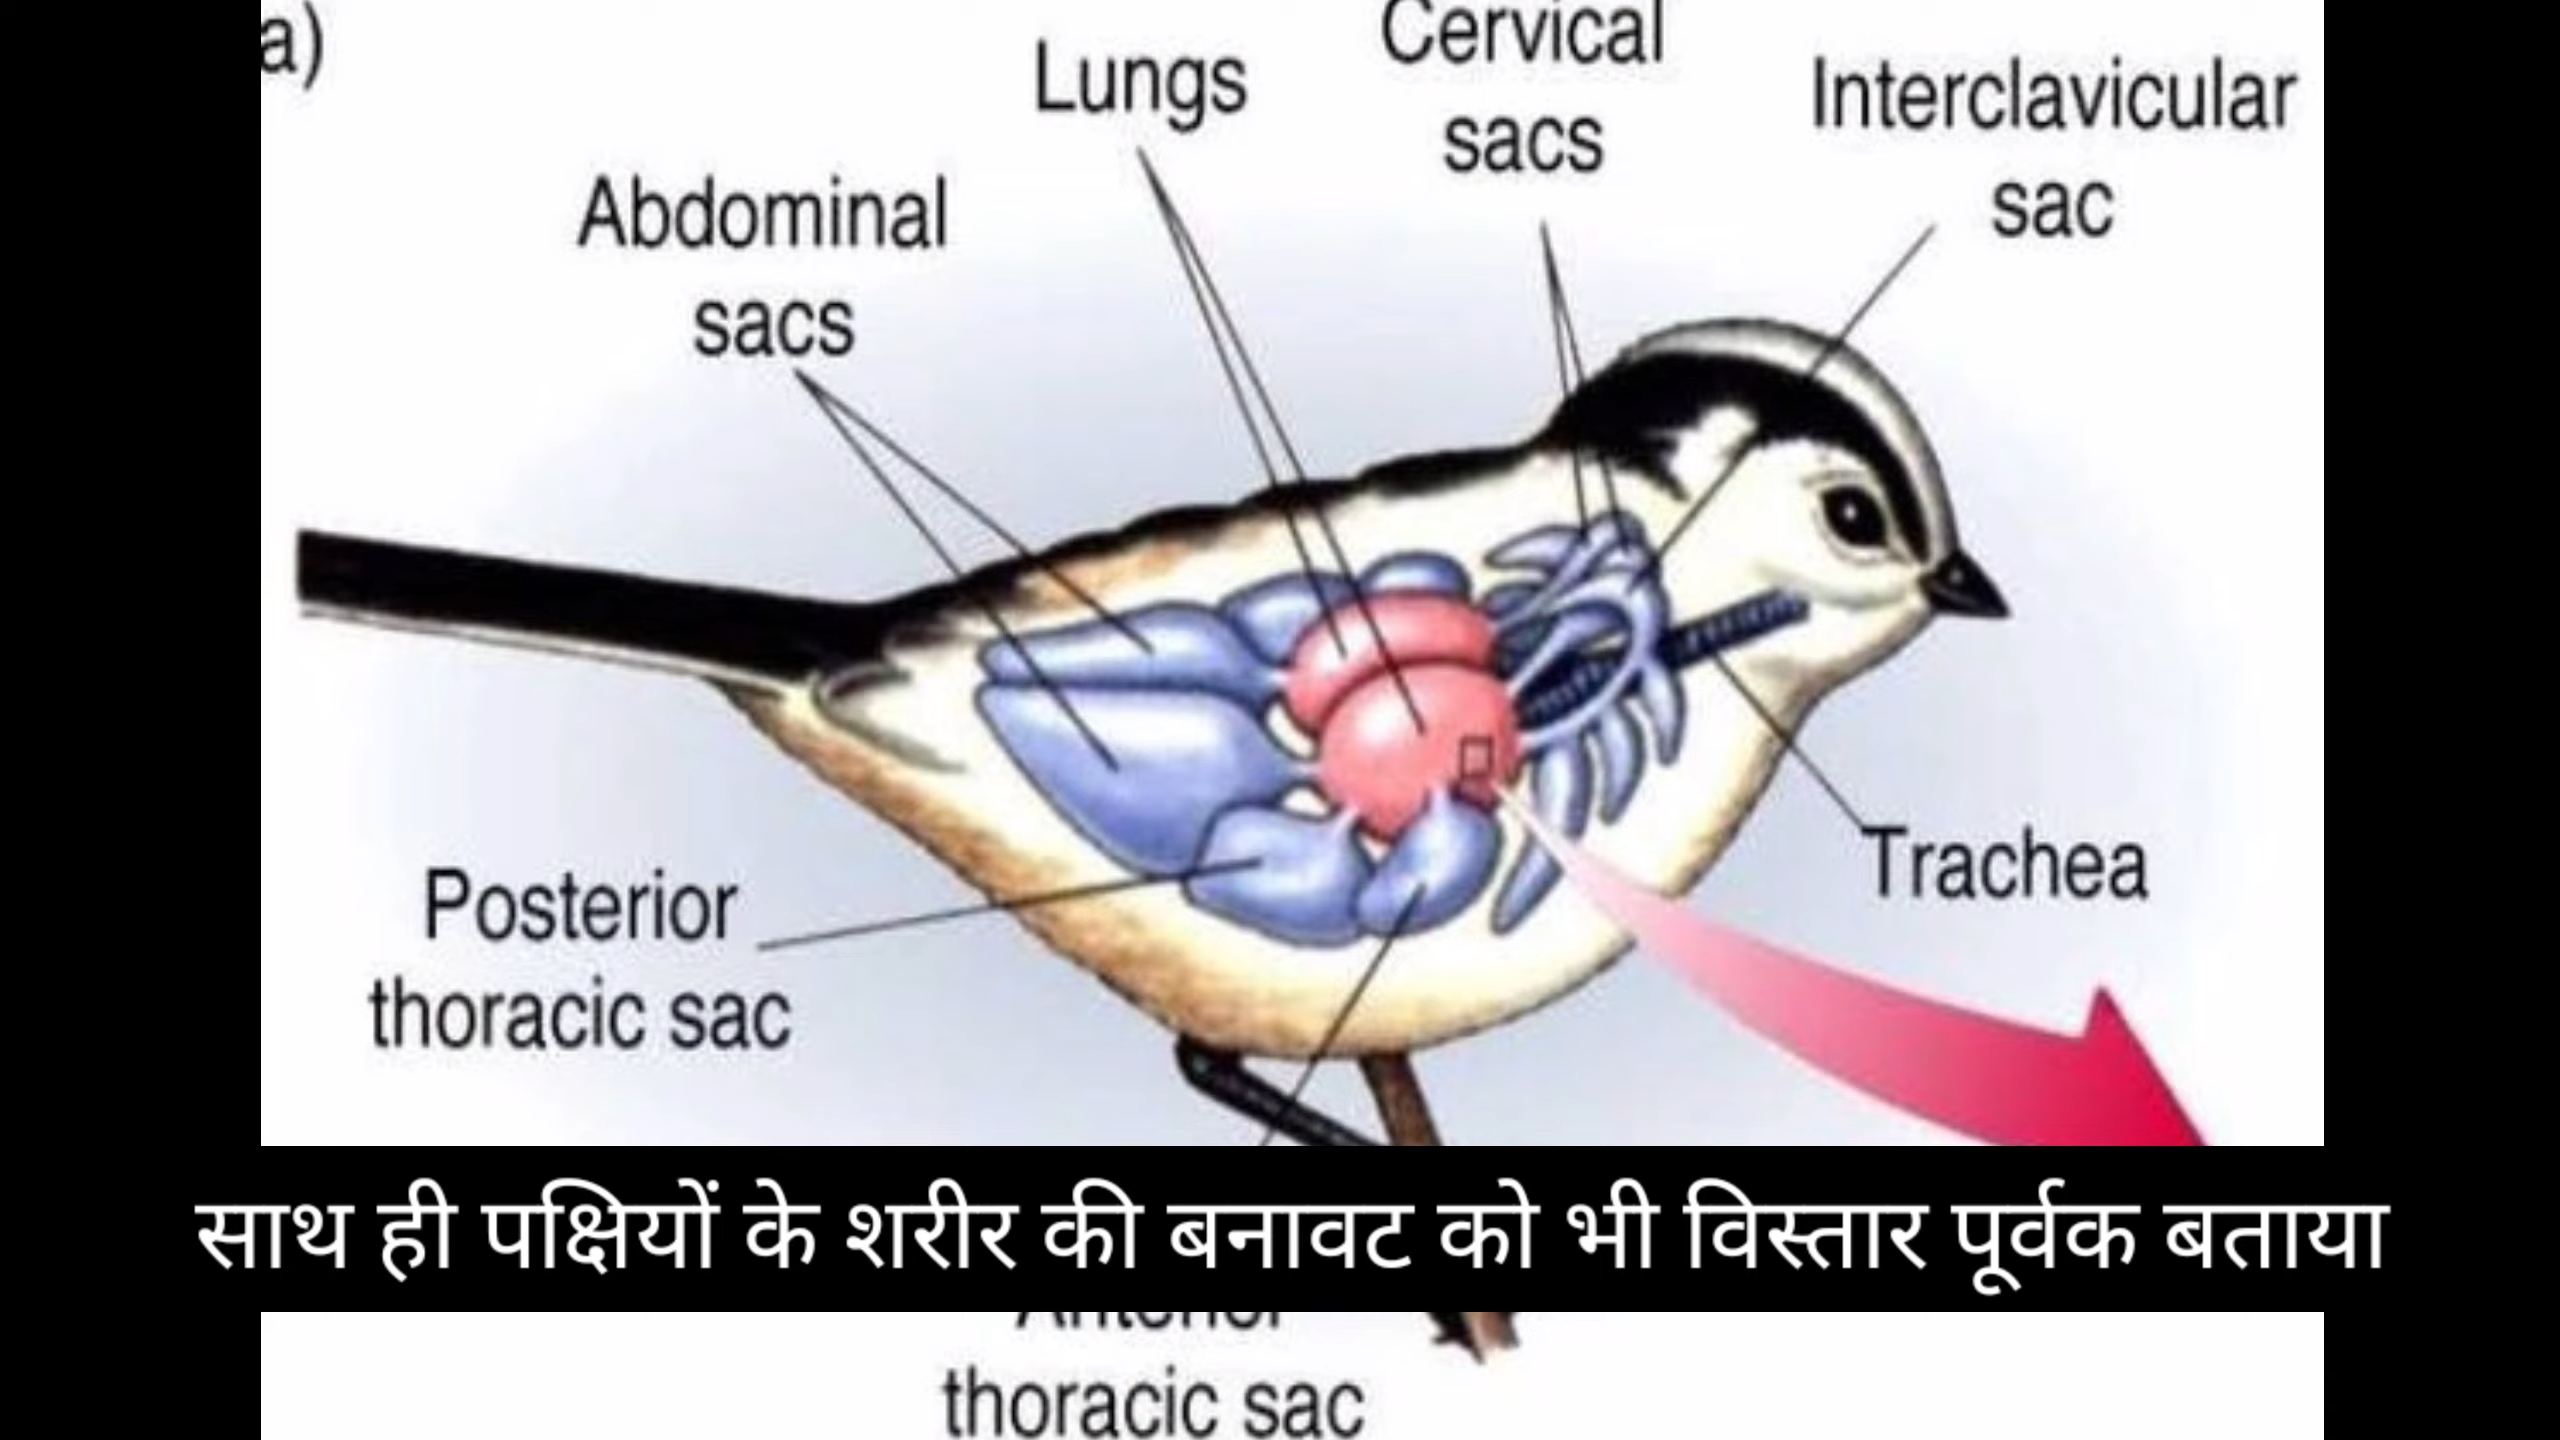 a)
Lungs
Cervical
sacs
Interclavicular
sac
Abdominal
sacs
Trachea
Posterior
thoracic sac
साथ ही पक्षियों के शरीर की बनावट को भी विस्तार पूर्वक बताया
thoracic sac